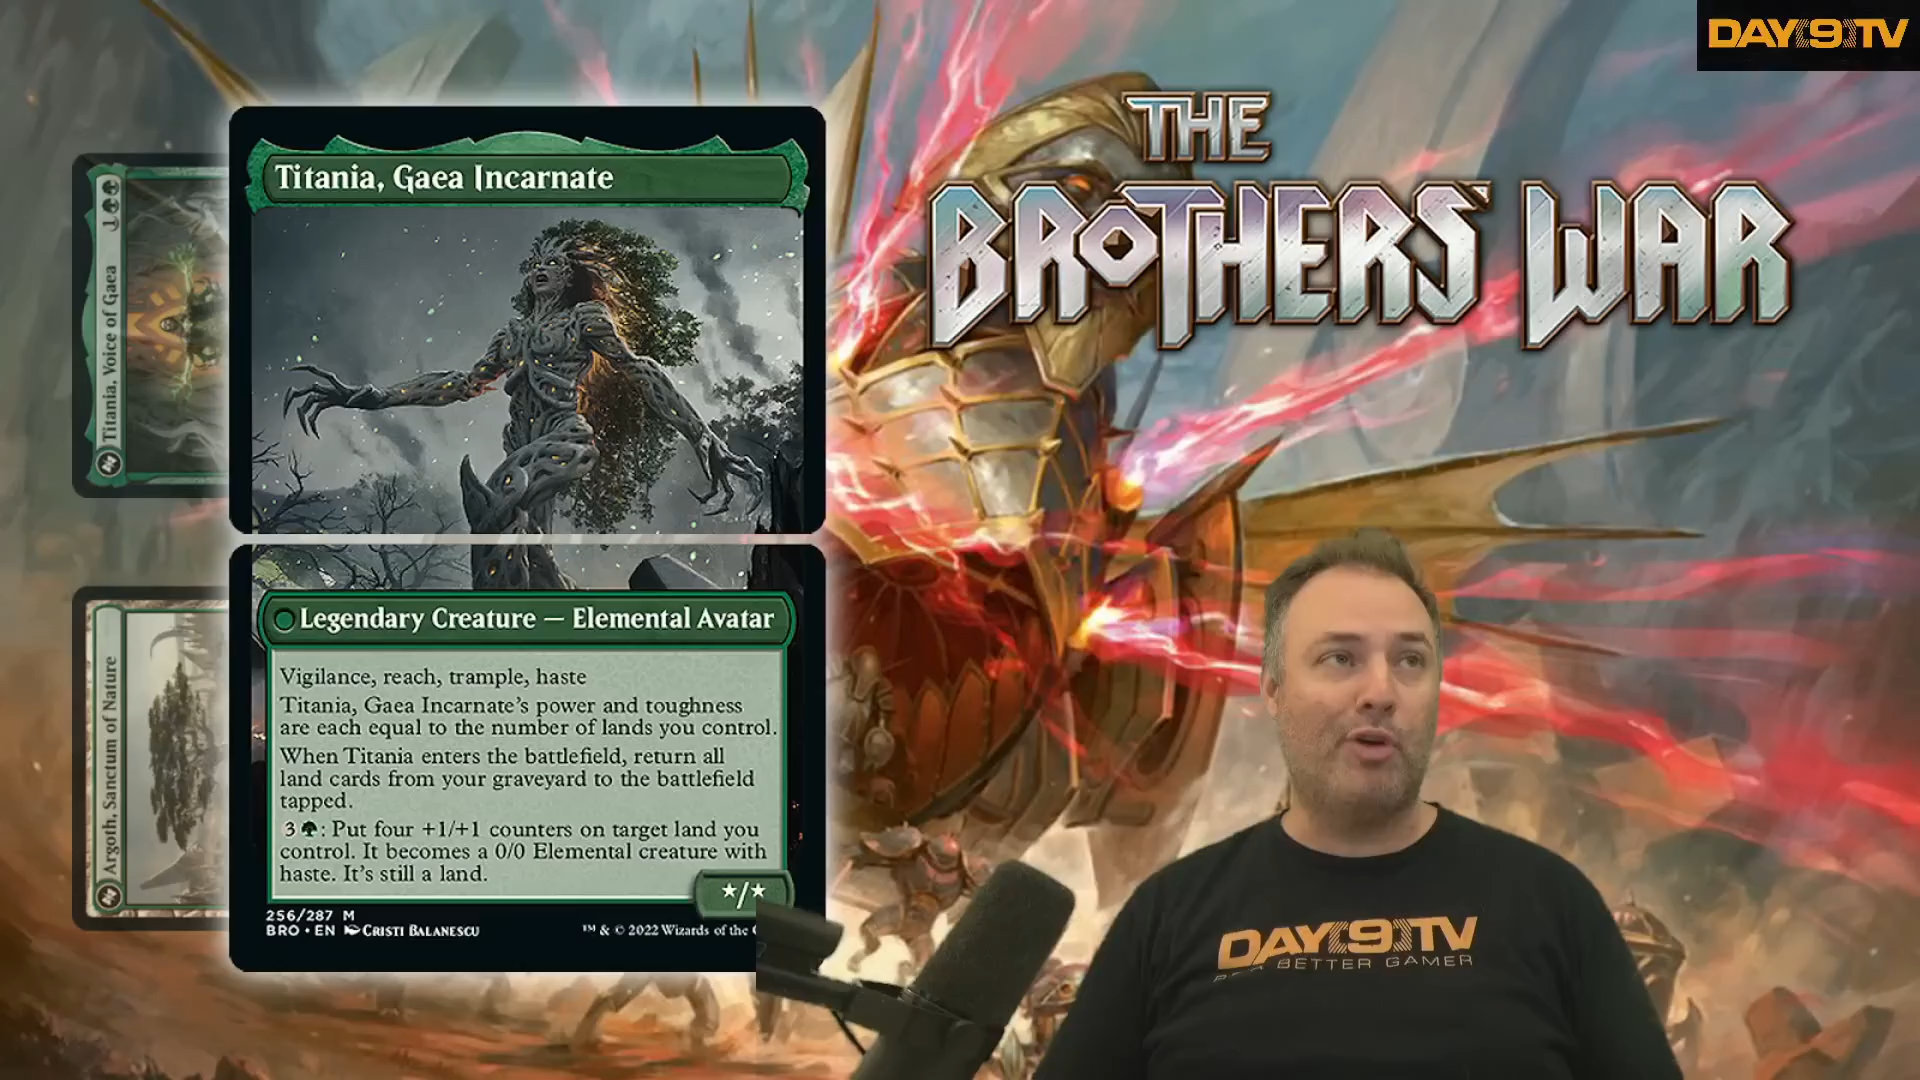 DAY[9]TV
THE
BROTHERS' WAR
Titania, Gaea Incarnate
Titania, Voice of Gaea
1
Legendary Creature — Elemental Avatar
Vigilance, reach, trample, haste
Titania, Gaea Incarnate's power and toughness
are each equal to the number of lands you control.
When Titania enters the battlefield, return all
land cards from your graveyard to the battlefield
tapped.
3 : Put four +1/+1 counters on target land you
control. It becomes a 0/0 Elemental creature with
haste. It's still a land.
★/★
256/287 M
BRO • EN CRISTI BALANESCU
™ & © 2022 Wizards of the
Argoth, Sanctum of Nature
DAY[9]TV
BETTER GAMER